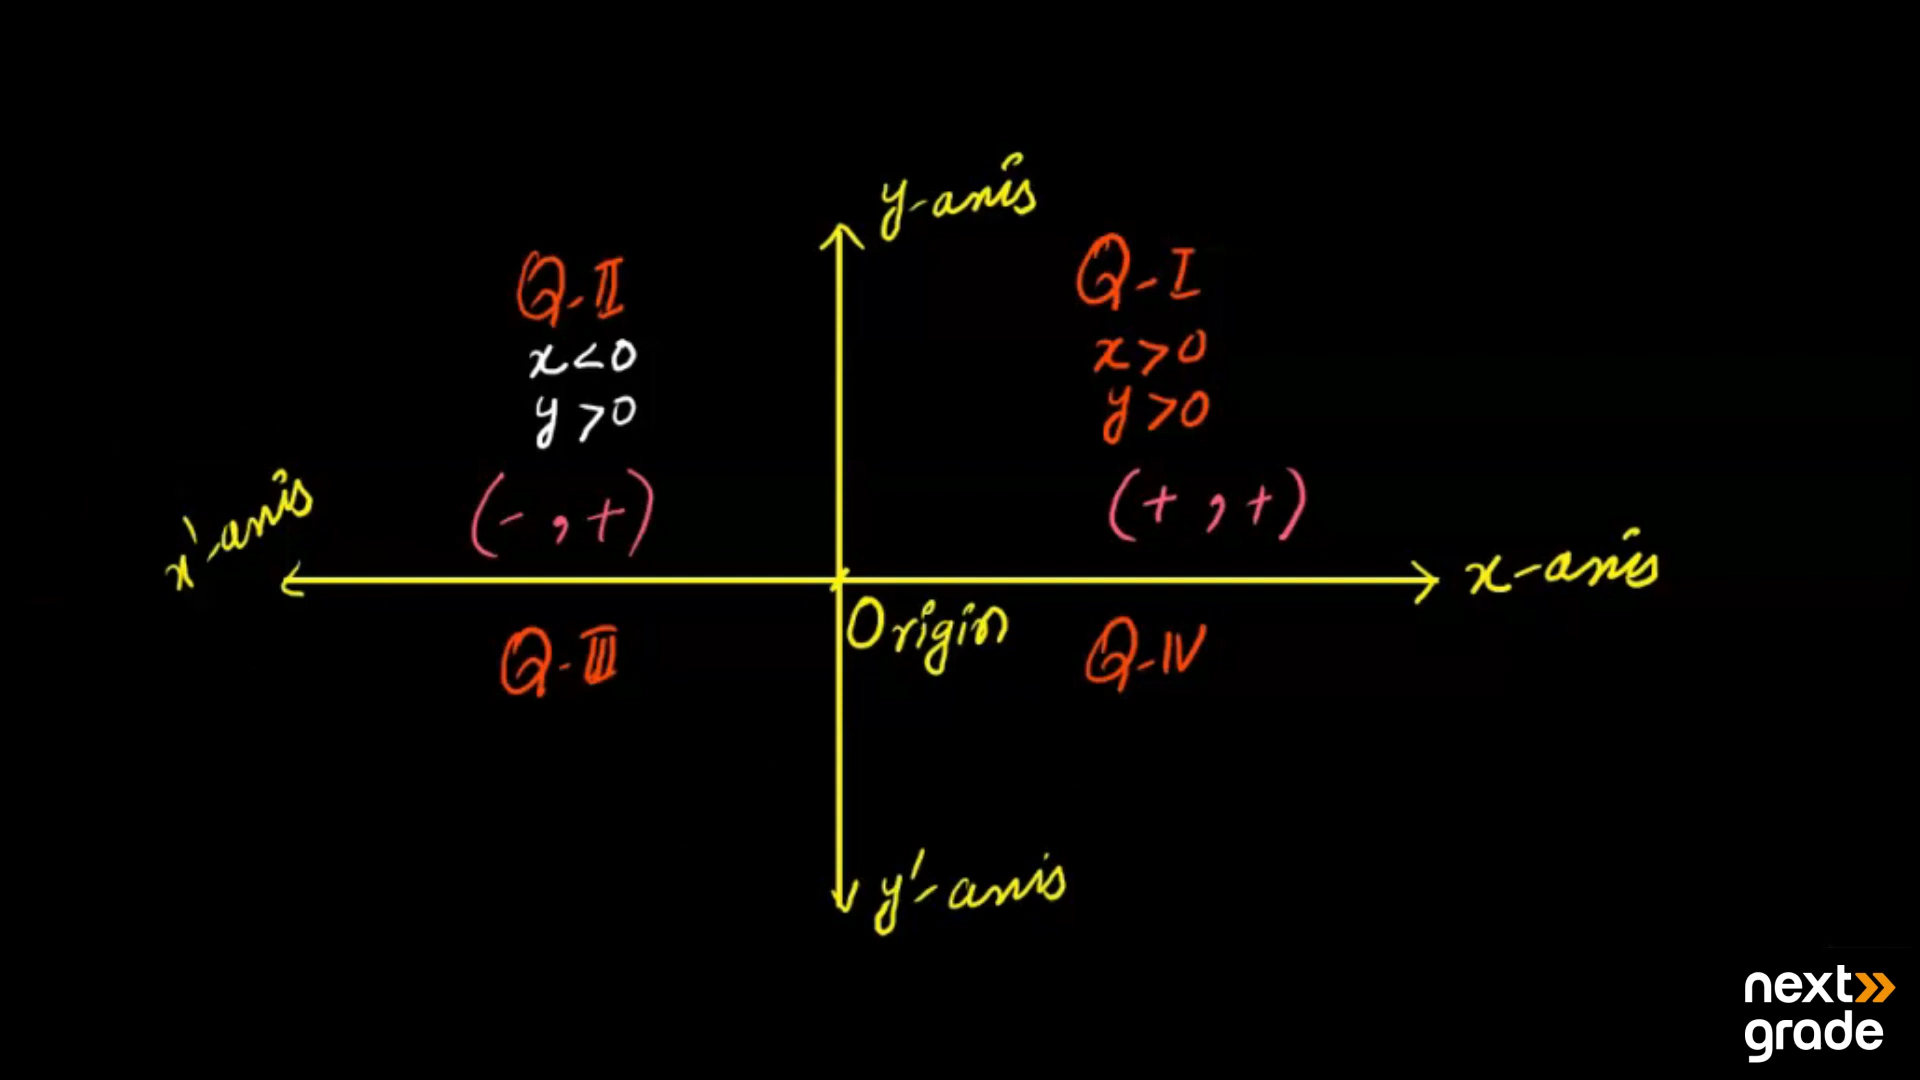 y-axis
Q-II
x<0
y>0
(-,+)
Q-I
x>0
y>0
(+,+)
x'-axis
x-axis
Origin
Q-III
Q-IV
y'-axis
next
grade